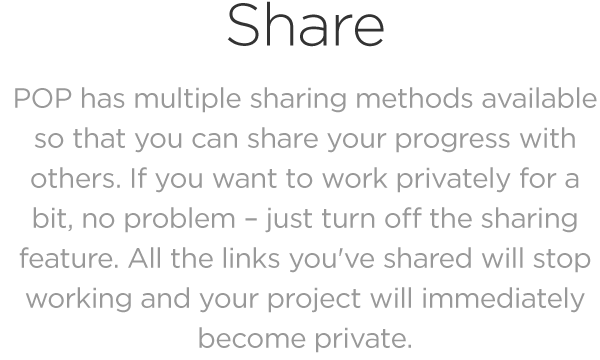 Share
POP has multiple sharing methods available
so that you can share your progress with
others. If you want to work privately for a
bit, no problem – just turn off the sharing
feature. All the links you've shared will stop
working and your project will immediately
become private.